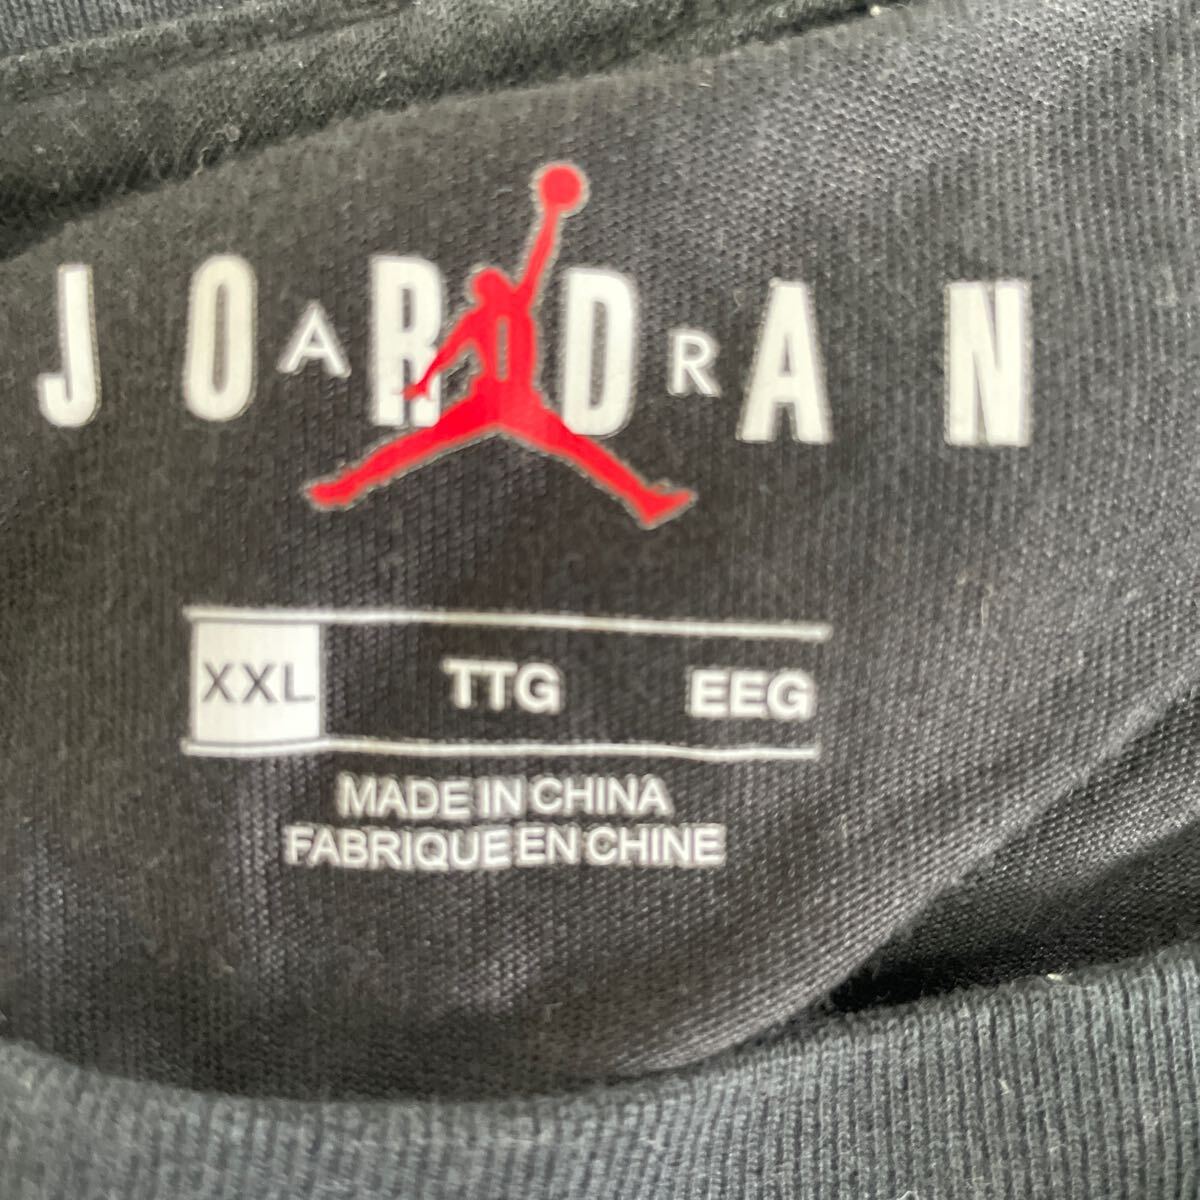 JORDAN
AIR
XXL TTG EEG
MADE IN CHINA
FABRIQUE EN CHINE